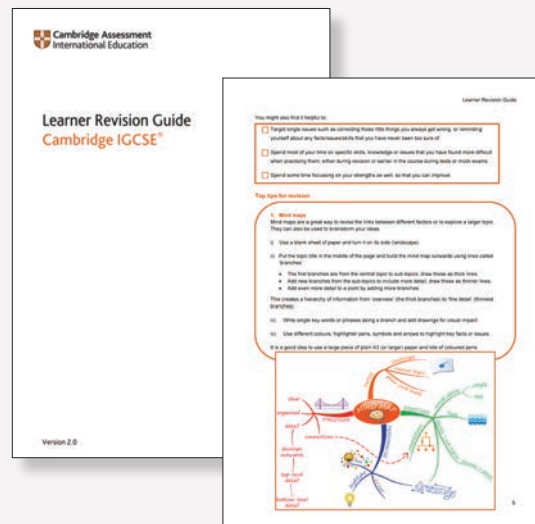 Cambridge Assessment
International Education
Learner Revision Guide
Cambridge IGCSE®
Version 2.0
Learner Revision Guide
You might also find it helpful to:
Target single issues such as correcting those little things you always get wrong, or reminding
yourself about any facts/issues/skills that you have never been too sure of.
Spend most of your time on specific skills, knowledge or issues that you have found more difficult
when practising them, either during revision or earlier in the course during tests or mock exams.
Spend some time focussing on your strengths as well, so that you can improve.
Top tips for revision
1. Mind maps
Mind maps are a great way to revise the links between different factors or to explore a larger topic.
They can also be used to brainstorm your ideas.
i) Use a blank sheet of paper and turn it on its side (landscape).
ii) Put the topic title in the middle of the page and build the mind map outwards using lines called
'branches'.
• The first branches are from the central topic to sub-topics; draw these as thick lines.
• Add new branches from the sub-topics to include more detail; draw these as thinner lines.
• Add even more detail to a point by adding more branches.
This creates a hierarchy of information from 'overview' (the thick branches) to 'fine detail' (thinnest
branches).
iii) Write single key words or phrases along a branch and add drawings for visual impact.
iv) Use different colours, highlighter pens, symbols and arrows to highlight key facts or issues.
It is a good idea to use a large piece of plain A3 (or larger) paper and lots of coloured pens.
MIND MAP
clear
organised
detail
STRUCTURE
connections
develops
outwards
top-level
detail
bottom-level
detail
landscape